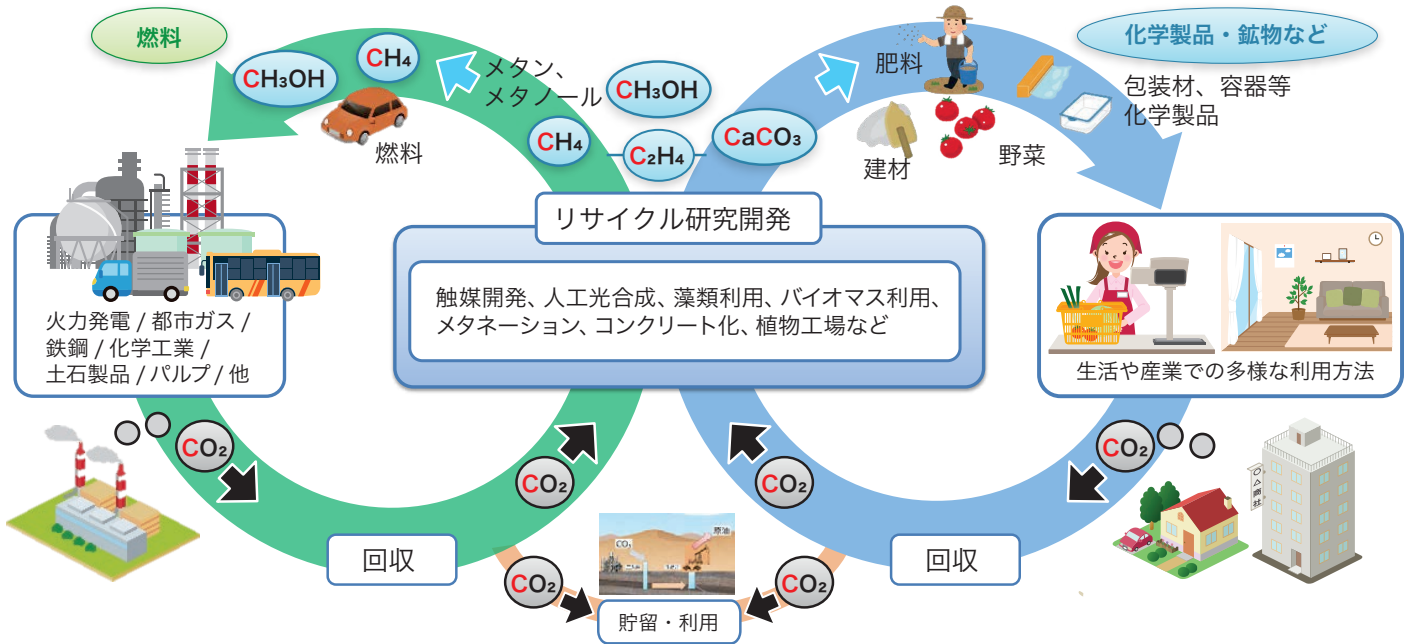 燃料
CH₃OH
CH₄
メタン、
メタノール
燃料
CH₃OH
CH₄
C₂H₄
CaCO₃
肥料
建材
野菜
化学製品・鉱物など
包装材、容器等
化学製品
リサイクル研究開発
触媒開発、人工光合成、藻類利用、バイオマス利用、
メタネーション、コンクリート化、植物工場など
火力発電 / 都市ガス /
鉄鋼 / 化学工業 /
土石製品 / パルプ / 他
生活や産業での多様な利用方法
CO₂
CO₂
CO₂
CO₂
○△商社
回収
回収
CO₂
CO₂
CO₂
原油
貯留・利用